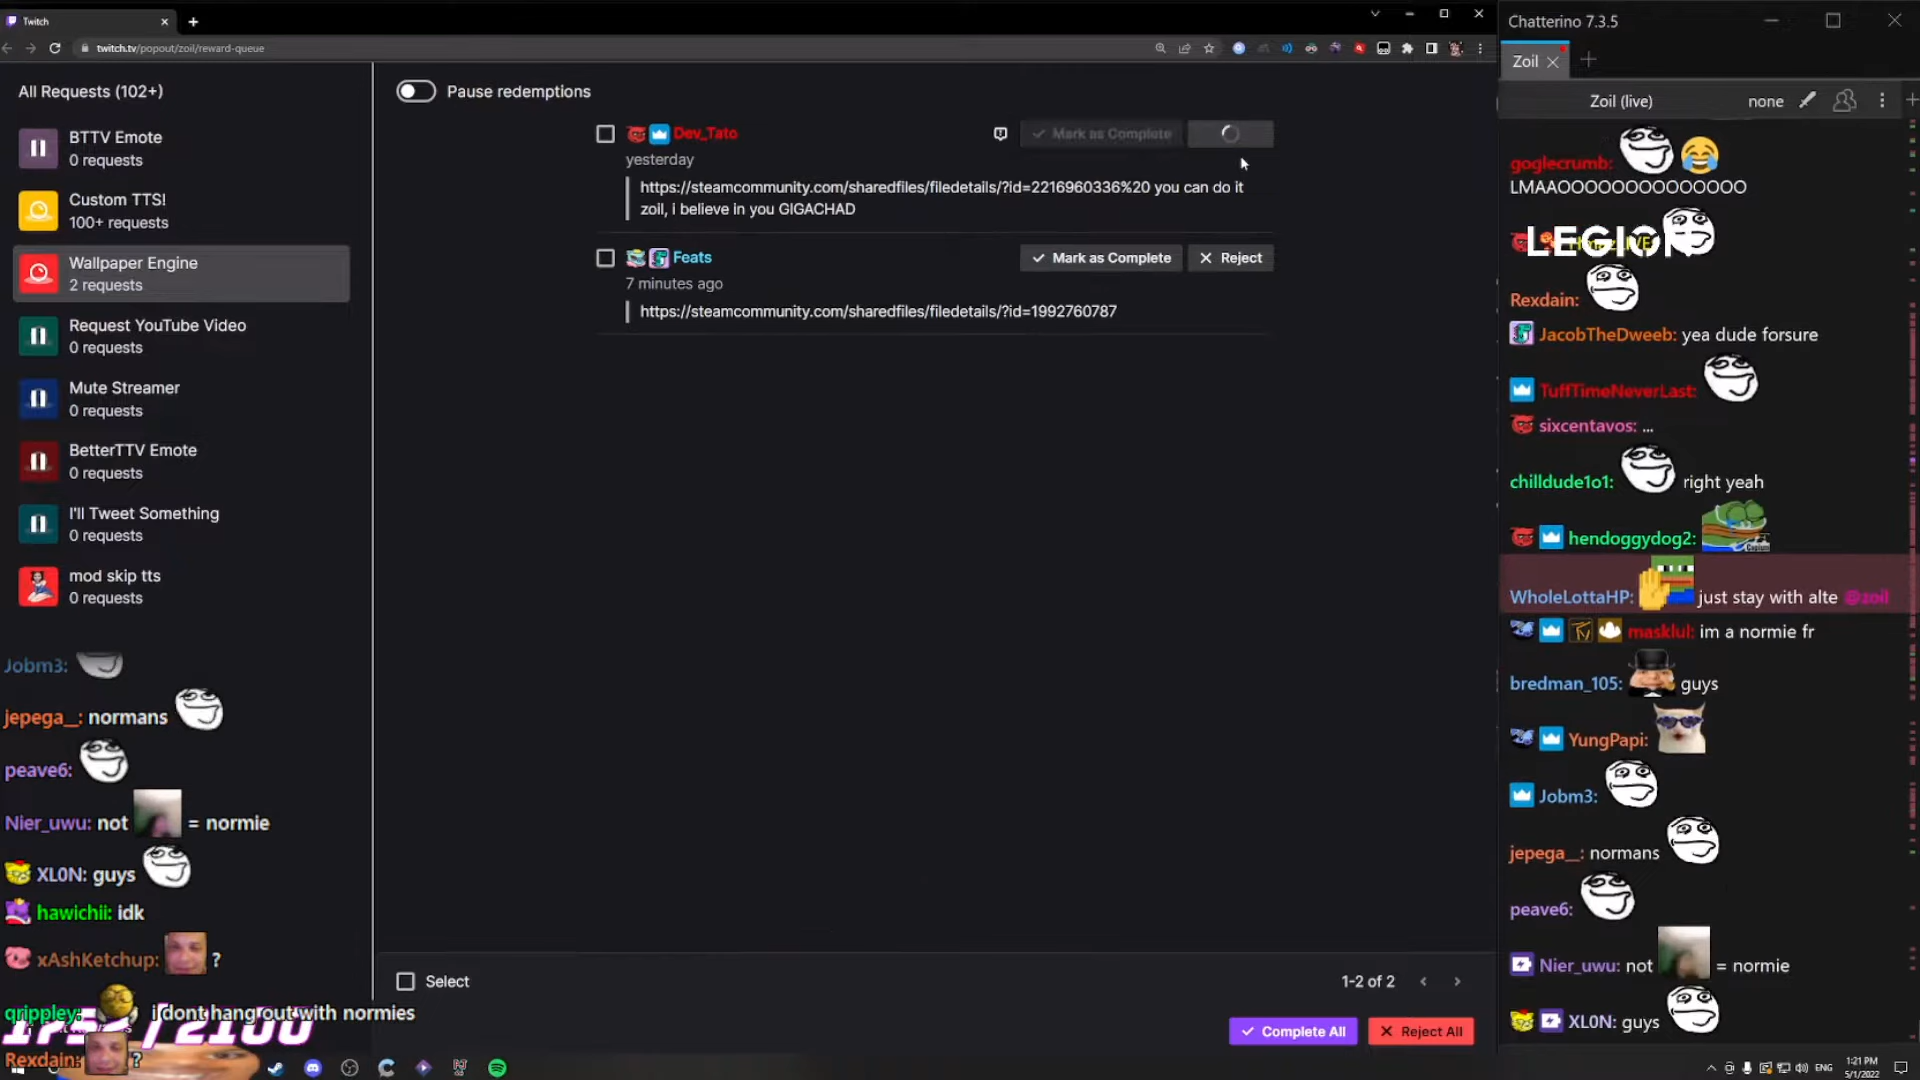 Twitch
twitch.tv/popout/zoil/reward-queue
All Requests (102+)
BTTV Emote
0 requests
Custom TTS!
100+ requests
Wallpaper Engine
2 requests
Request YouTube Video
0 requests
Mute Streamer
0 requests
BetterTTV Emote
0 requests
I'll Tweet Something
0 requests
mod skip tts
0 requests
Jobm3:
jepega_: normans
peave6:
Nier_uwu: not = normie
XL0N: guys
hawichii: idk
xAshKetchup: ?
qrippley: i dont hang out with normies
Rexdain: ?
Pause redemptions
Dev_Tato
Mark as Complete
yesterday
https://steamcommunity.com/sharedfiles/filedetails/?id=2216960336%20 you can do it
zoil, i believe in you GIGACHAD
Feats
Mark as Complete
Reject
7 minutes ago
https://steamcommunity.com/sharedfiles/filedetails/?id=1992760787
Select
1-2 of 2
Complete All
Reject All
Chatterino 7.3.5
Zoil
Zoil (live)
none
goglecrumb:
LMAAOOOOOOOOOOOOOO
LEGION
Rexdain:
JacobTheDweeb: yea dude forsure
TuffTimeNeverLast:
sixcentavos: ...
chilldude1o1: right yeah
hendoggydog2:
WholeLottaHP: just stay with alte @zoil
masklul: im a normie fr
bredman_105: guys
YungPapi:
Jobm3:
jepega_: normans
peave6:
Nier_uwu: not = normie
XL0N: guys
ENG
1:21 PM
5/1/2022